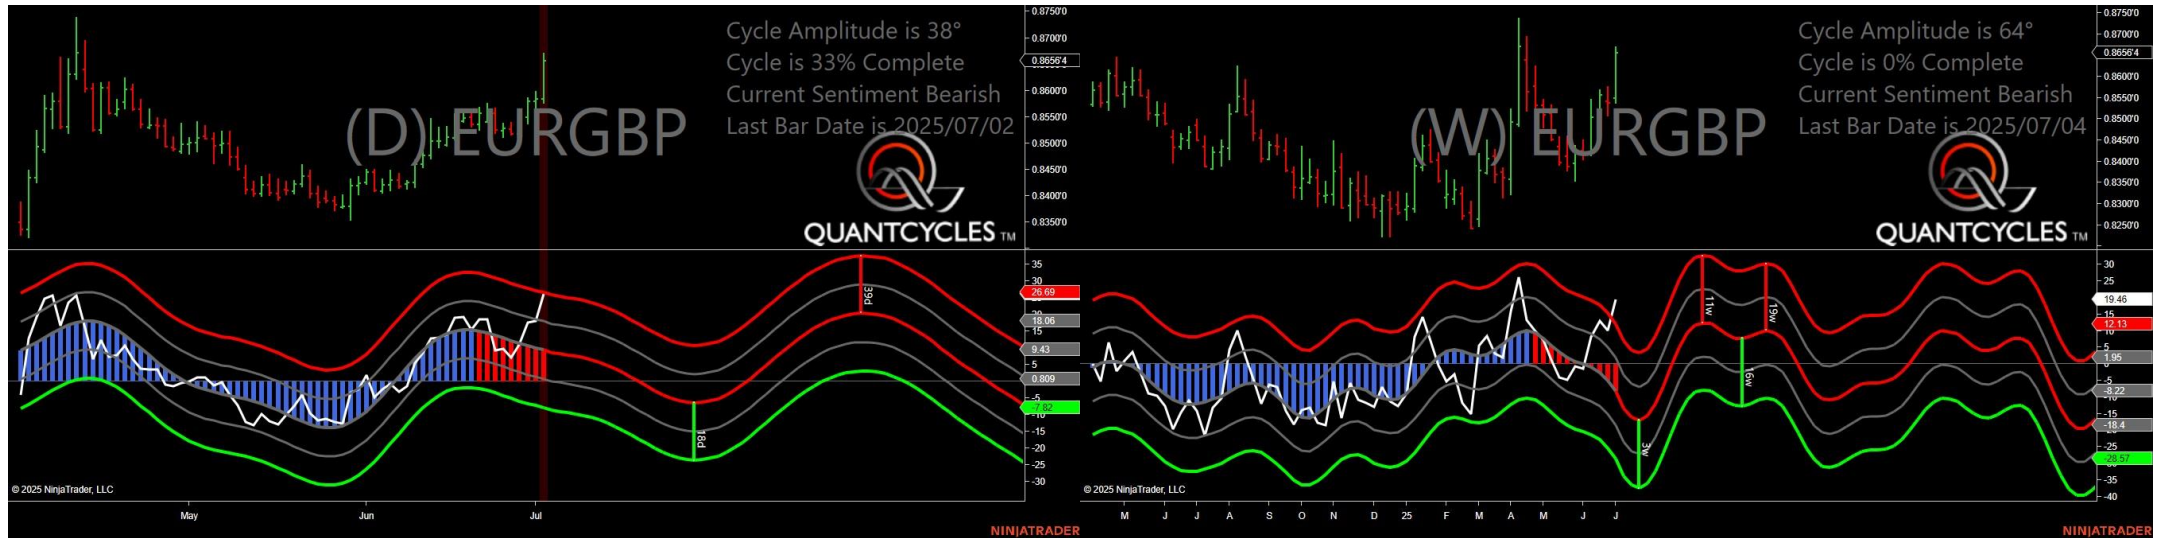 Cycle Amplitude is 38°
Cycle is 33% Complete
Current Sentiment Bearish
Last Bar Date is 2025/07/02
(D) EURGBP
QUANTCYCLES TM
0.8750'0
0.8700'0
0.8656'4
0.8600'0
0.8550'0
0.8500'0
0.8450'0
0.8400'0
0.8350'0
35
26.69
18.06
15
9.43
5
0.809
-5
-7.82
-10
-15
-20
-25
-30
39d
18d
© 2025 NinjaTrader, LLC
May Jun Jul
NINJATRADER
Cycle Amplitude is 64°
Cycle is 0% Complete
Current Sentiment Bearish
Last Bar Date is 2025/07/04
(W) EURGBP
QUANTCYCLES TM
0.8750'0
0.8700'0
0.8656'4
0.8600'0
0.8550'0
0.8500'0
0.8450'0
0.8400'0
0.8350'0
0.8300'0
0.8250'0
30
25
19.46
15
12.13
5
1.95
-5
-8.22
-15
-18.4
-25
-28.57
-35
-40
11w
19w
16w
3w
© 2025 NinjaTrader, LLC
M J J A S O N D 25 F M A M J J
NINJATRADER